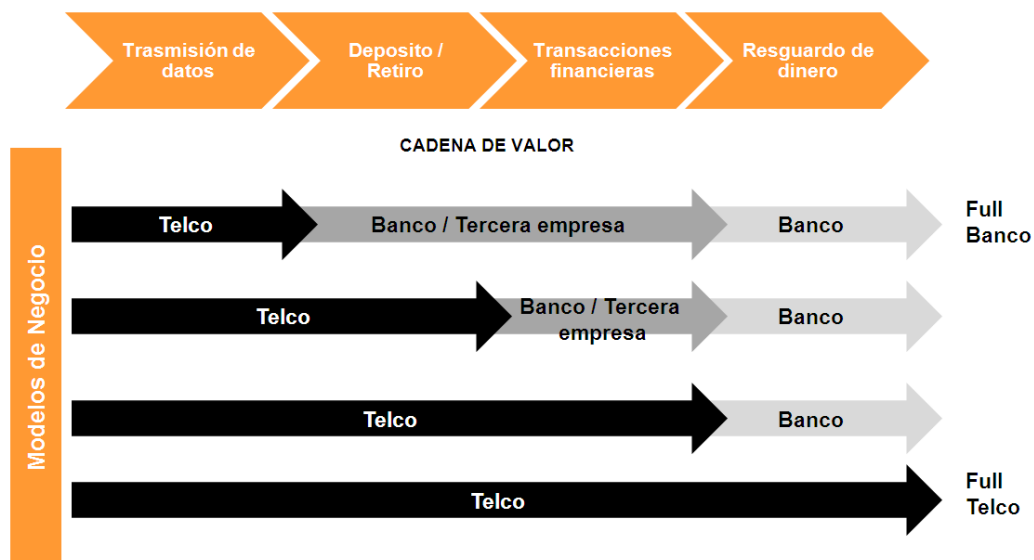 Trasmisión de
datos
Deposito /
Retiro
Transacciones
financieras
Resguardo de
dinero
CADENA DE VALOR
Modelos de Negocio
Telco
Banco / Tercera empresa
Banco
Full
Banco
Telco
Banco / Tercera
empresa
Banco
Telco
Banco
Telco
Full
Telco